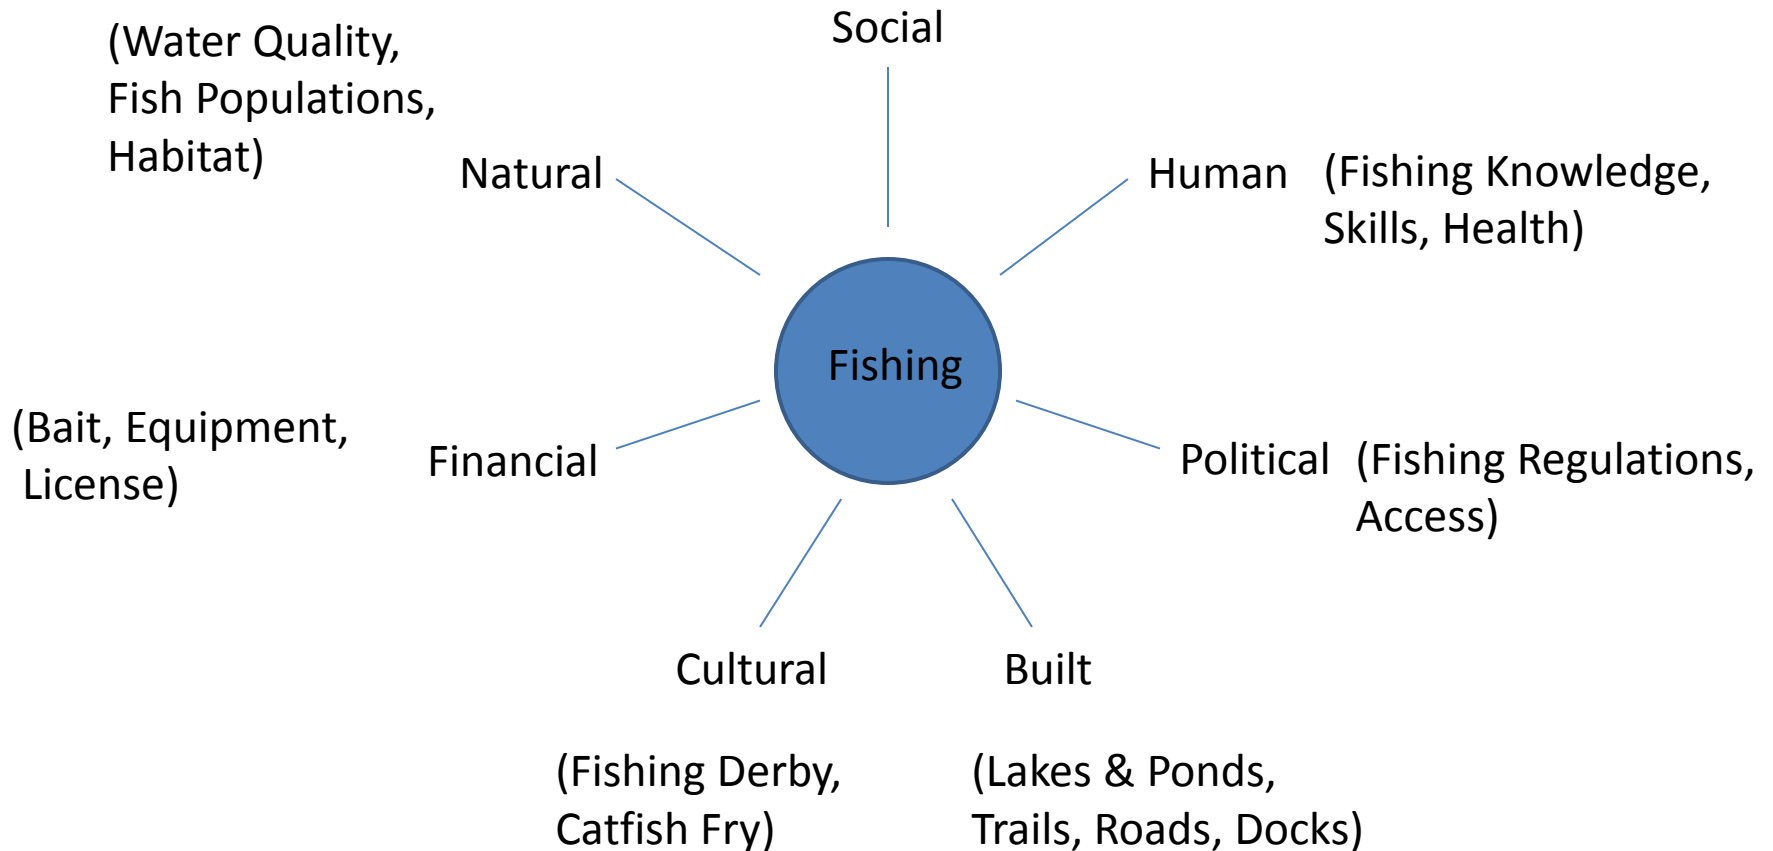 Social
(Water Quality,
Fish Populations,
Habitat)
Natural
Human
(Fishing Knowledge,
Skills, Health)
Fishing
(Bait, Equipment,
License)
Financial
Political
(Fishing Regulations,
Access)
Cultural
(Fishing Derby,
Catfish Fry)
Built
(Lakes & Ponds,
Trails, Roads, Docks)